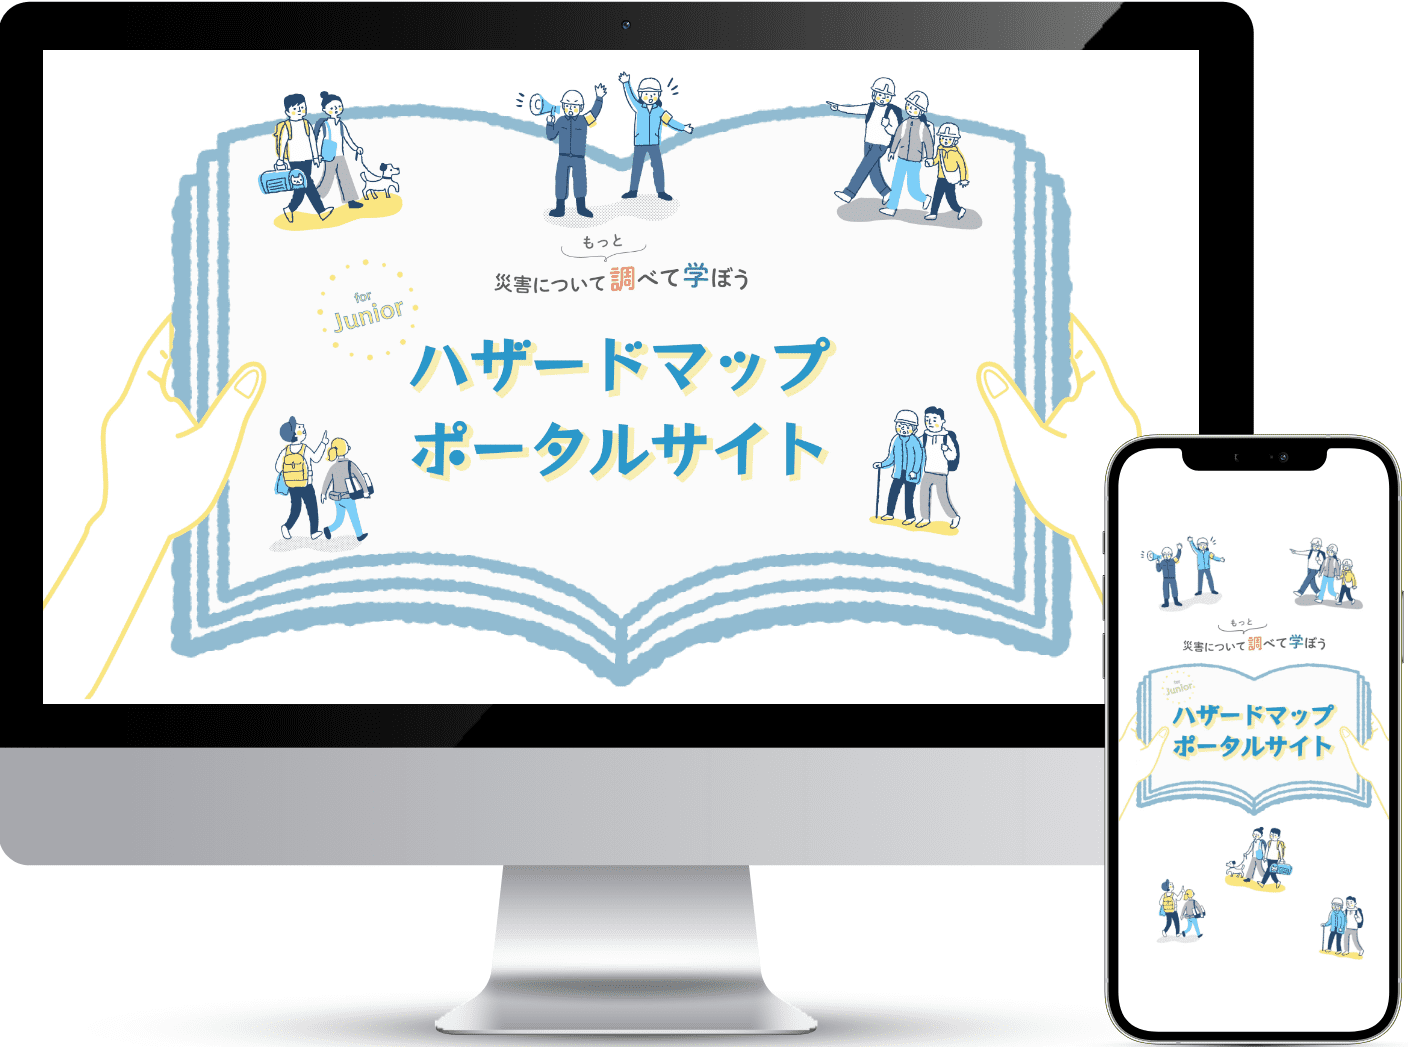 もっと
災害について調べて学ぼう
for
Junior
ハザードマップ
ポータルサイト
もっと
災害について調べて学ぼう
for
Junior
ハザードマップ
ポータルサイト